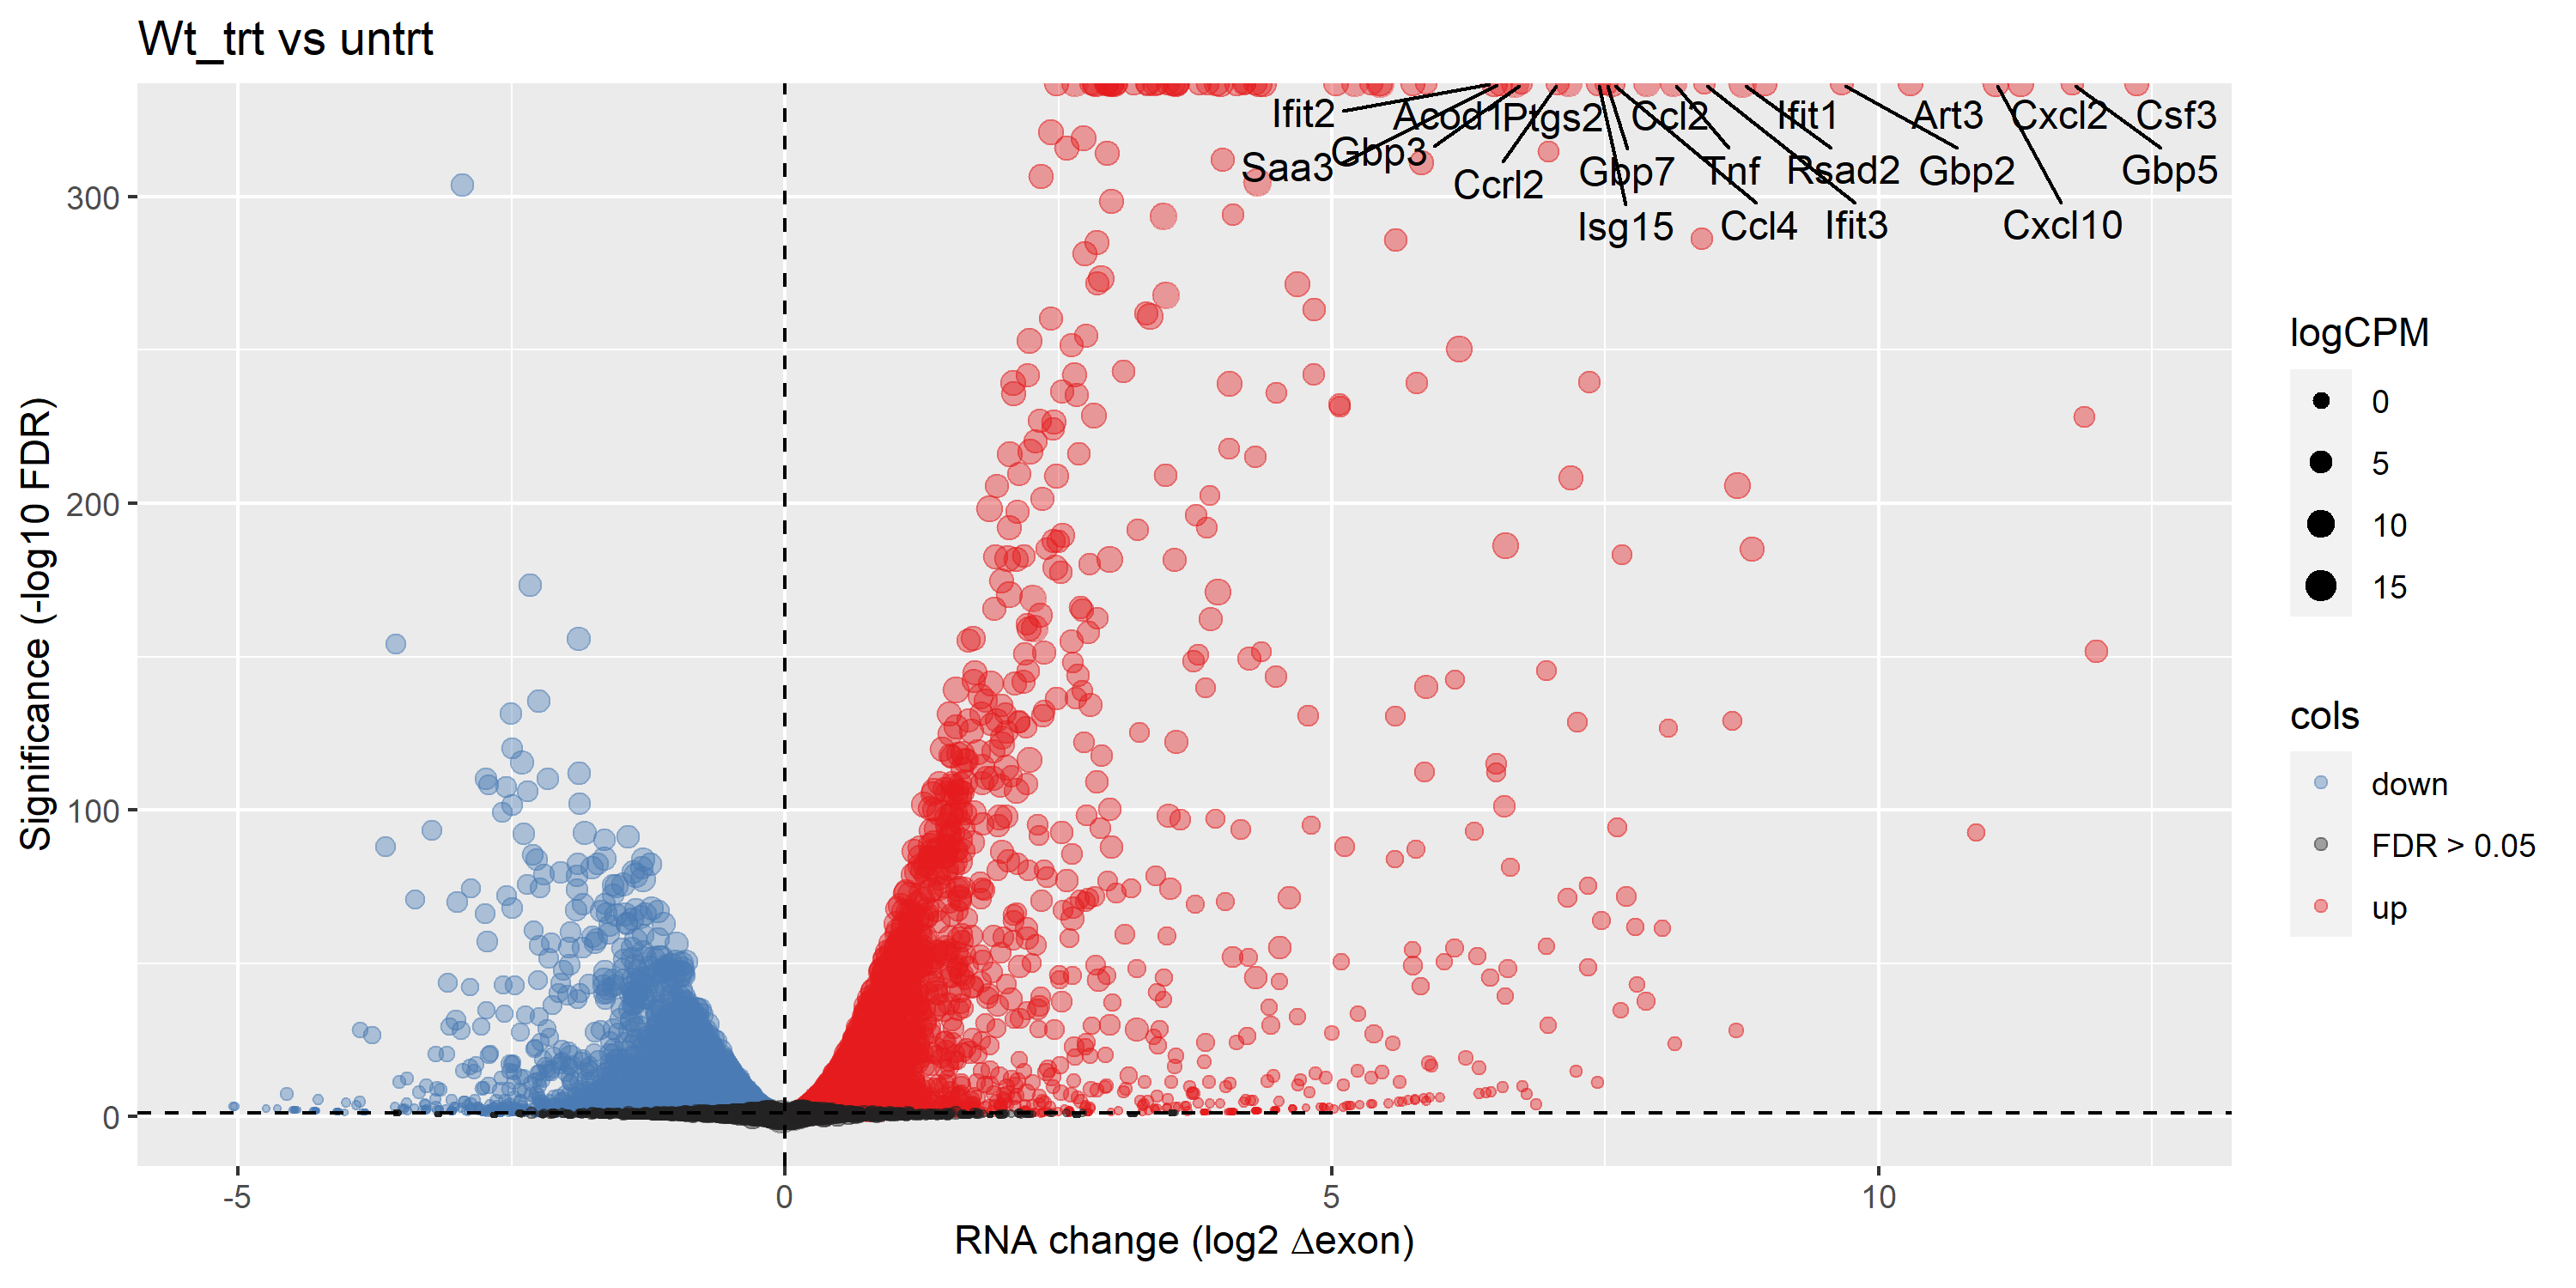 Wt_trt vs untrt
Ifit2
Acod1
Ptgs2
Ccl2
Ifit1
Art3
Cxcl2
Csf3
Saa3
Gbp3
Ccrl2
Gbp7
Tnf
Rsad2
Gbp2
Gbp5
Isg15
Ccl4
Ifit3
Cxcl10
300
200
100
0
Significance (-log10 FDR)
-5
0
5
10
RNA change (log2 Δexon)
logCPM
0
5
10
15
cols
down
FDR > 0.05
up